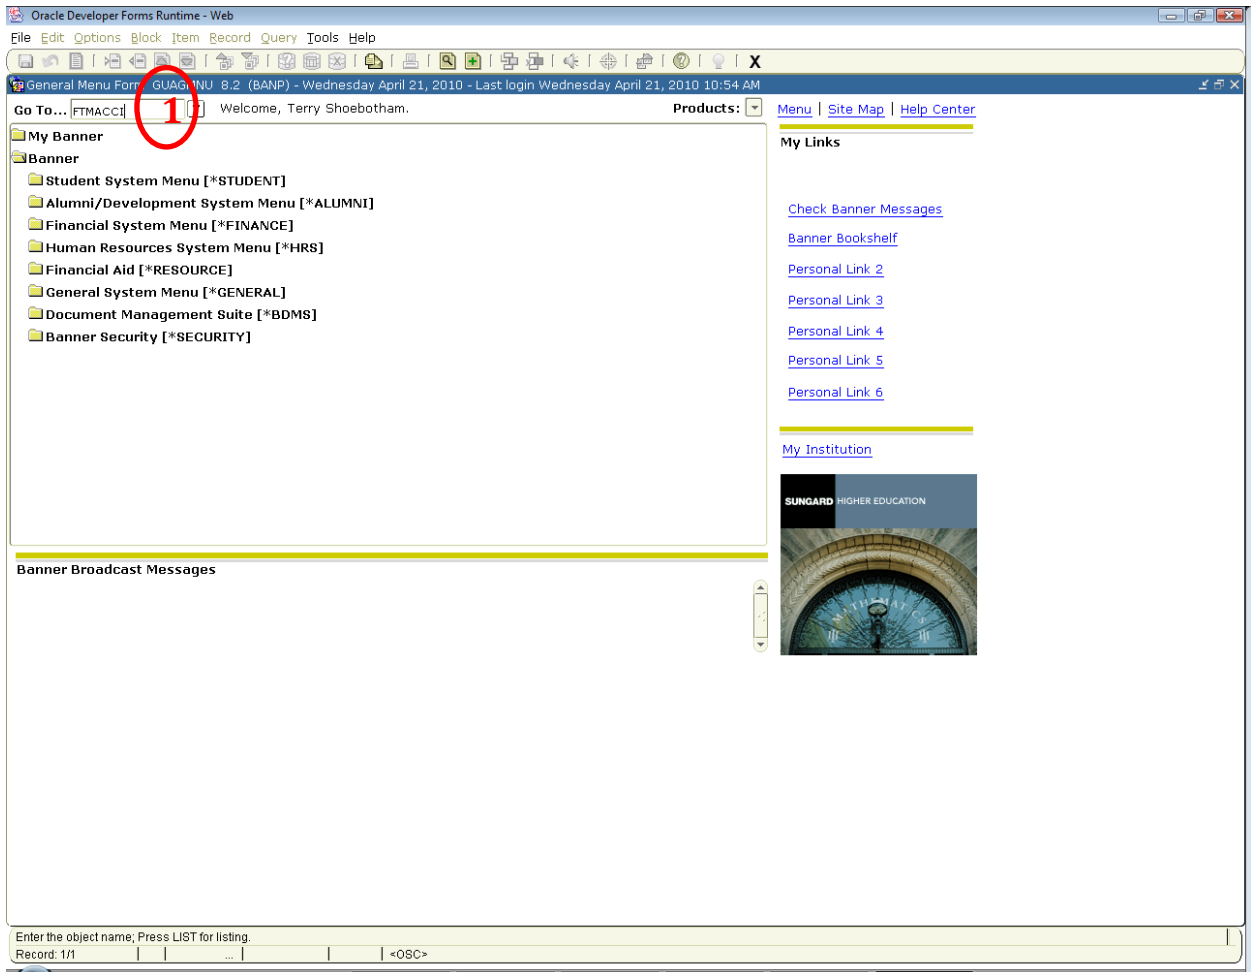 Oracle Developer Forms Runtime - Web
File Edit Options Block Item Record Query Tools Help
General Menu Form GUAGMNU 8.2 (BANP) - Wednesday April 21, 2010 - Last login Wednesday April 21, 2010 10:54 AM
Go To... FTMACCI 1 Welcome, Terry Shoebotham. Products: Menu | Site Map | Help Center
My Banner
Banner
Student System Menu [*STUDENT]
Alumni/Development System Menu [*ALUMNI]
Financial System Menu [*FINANCE]
Human Resources System Menu [*HRS]
Financial Aid [*RESOURCE]
General System Menu [*GENERAL]
Document Management Suite [*BDMS]
Banner Security [*SECURITY]
My Links
Check Banner Messages
Banner Bookshelf
Personal Link 2
Personal Link 3
Personal Link 4
Personal Link 5
Personal Link 6
My Institution
SUNGARD HIGHER EDUCATION
MATHEMATICS
Banner Broadcast Messages
Enter the object name; Press LIST for listing.
Record: 1/1 | | ... | | <OSC>